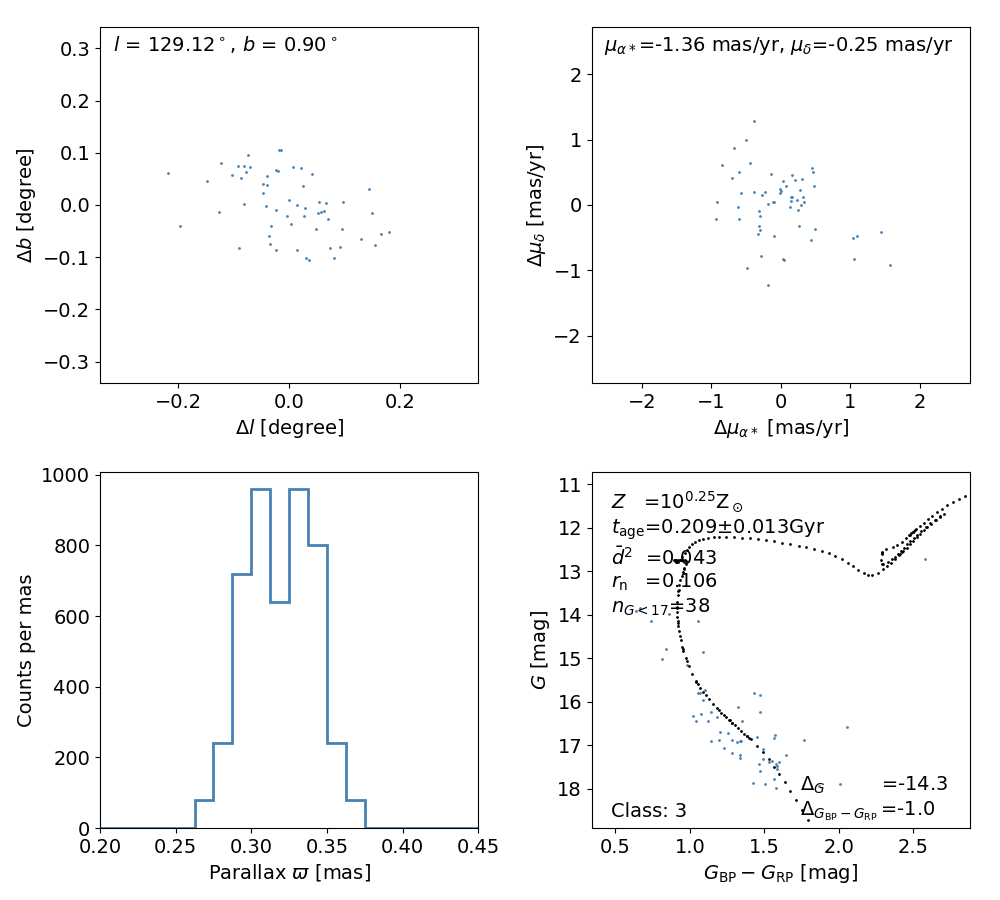 l = 129.12°, b = 0.90°
0.3
0.2
0.1
0.0
−0.1
−0.2
−0.3
Δb [degree]
−0.2 0.0 0.2
Δl [degree]
μα*=-1.36 mas/yr, μδ=-0.25 mas/yr
2
1
0
−1
−2
Δμδ [mas/yr]
−2 −1 0 1 2
Δμα* [mas/yr]
1000
800
600
400
200
0
Counts per mas
0.20 0.25 0.30 0.35 0.40 0.45
Parallax ϖ [mas]
11
12
13
14
15
16
17
18
G [mag]
Z =10^0.25 Z⊙
tage=0.209±0.013Gyr
d̄² =0.043
rn =0.106
nG<17=38
ΔG =-14.3
Class: 3
ΔGBP−GRP=-1.0
0.5 1.0 1.5 2.0 2.5
GBP − GRP [mag]